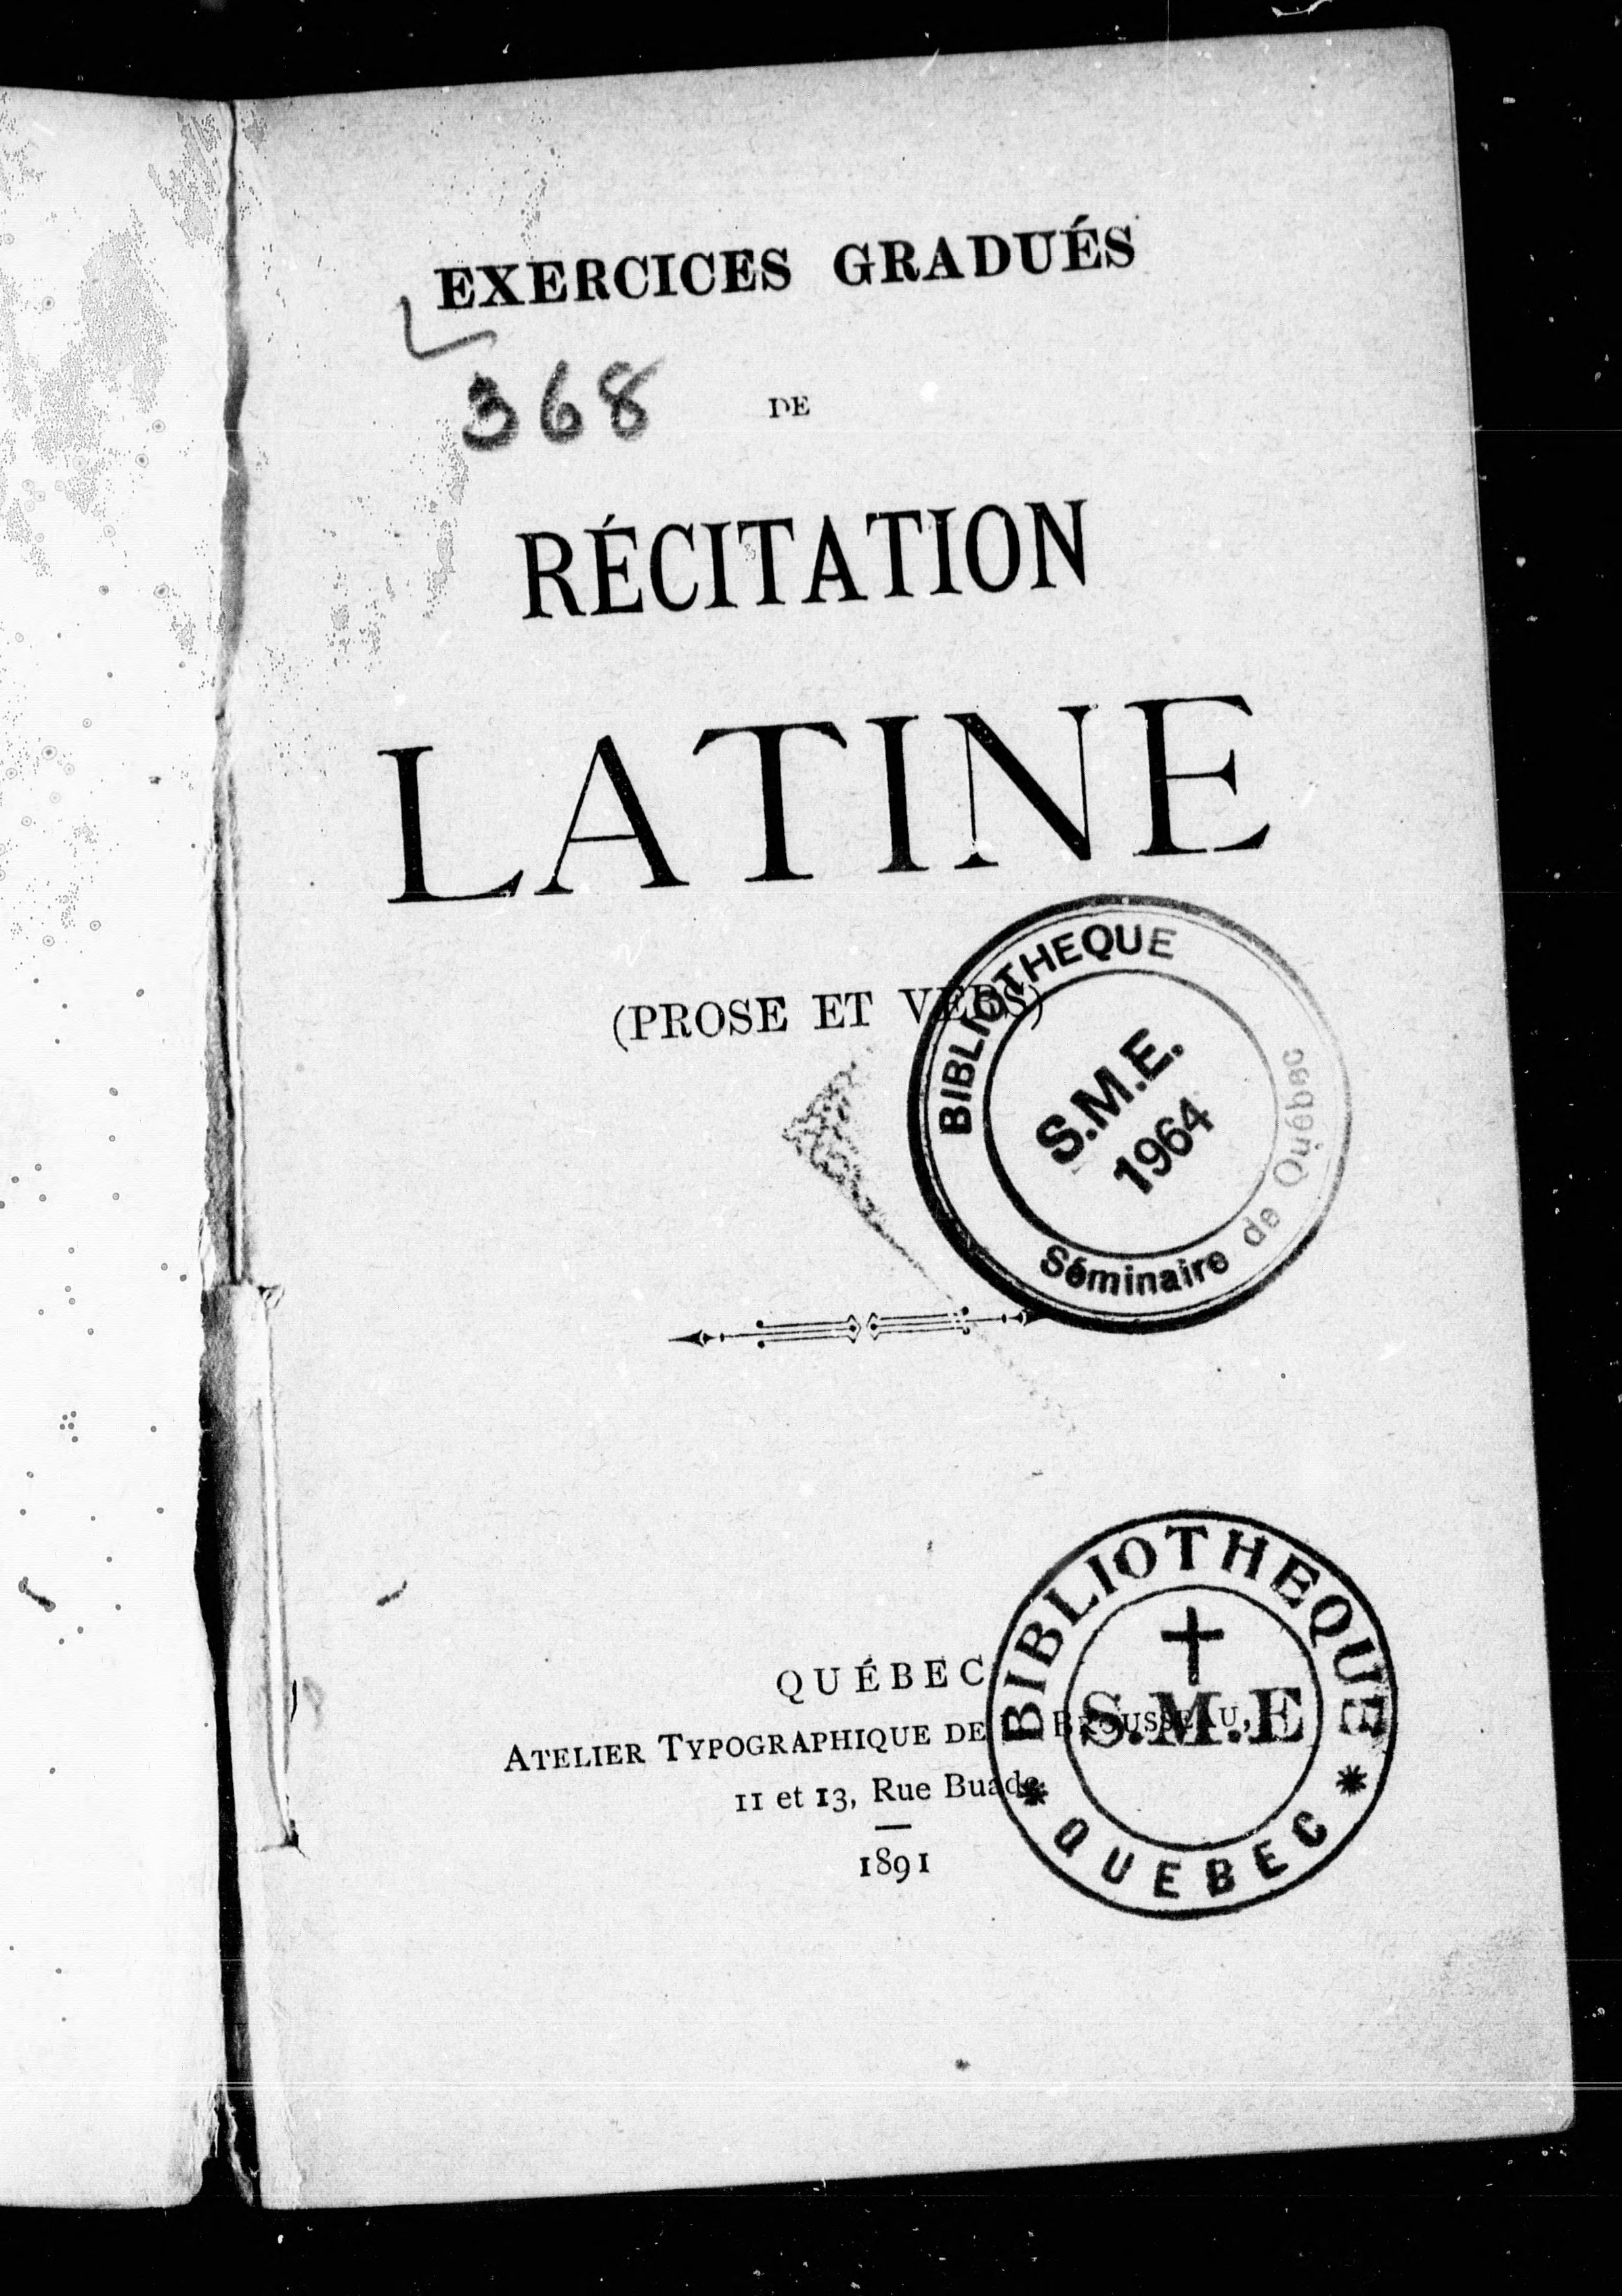 EXERCICES GRADUÉS
368
DE
RÉCITATION
LATINE
(PROSE ET VERS)
BIBLIOTHEQUE
S.M.E.
1964
Séminaire de Québec
QUÉBEC
ATELIER TYPOGRAPHIQUE DE BROUSSEAU,
11 et 13, Rue Buade
1891
BIBLIOTHEQUE
S.M.E
QUEBEC